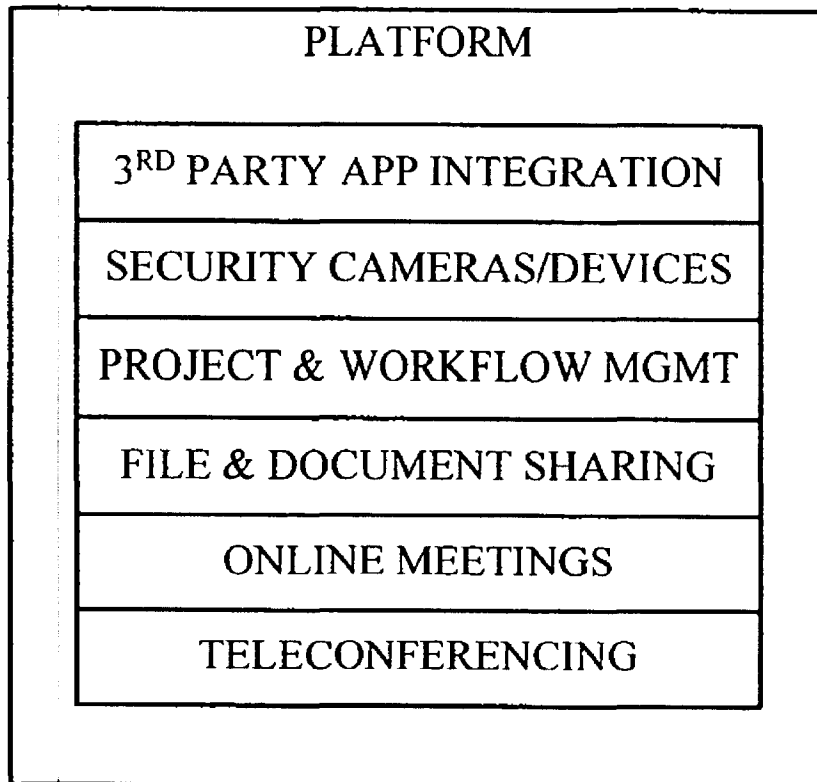 PLATFORM
3RD PARTY APP INTEGRATION
SECURITY CAMERAS/DEVICES
PROJECT & WORKFLOW MGMT
FILE & DOCUMENT SHARING
ONLINE MEETINGS
TELECONFERENCING